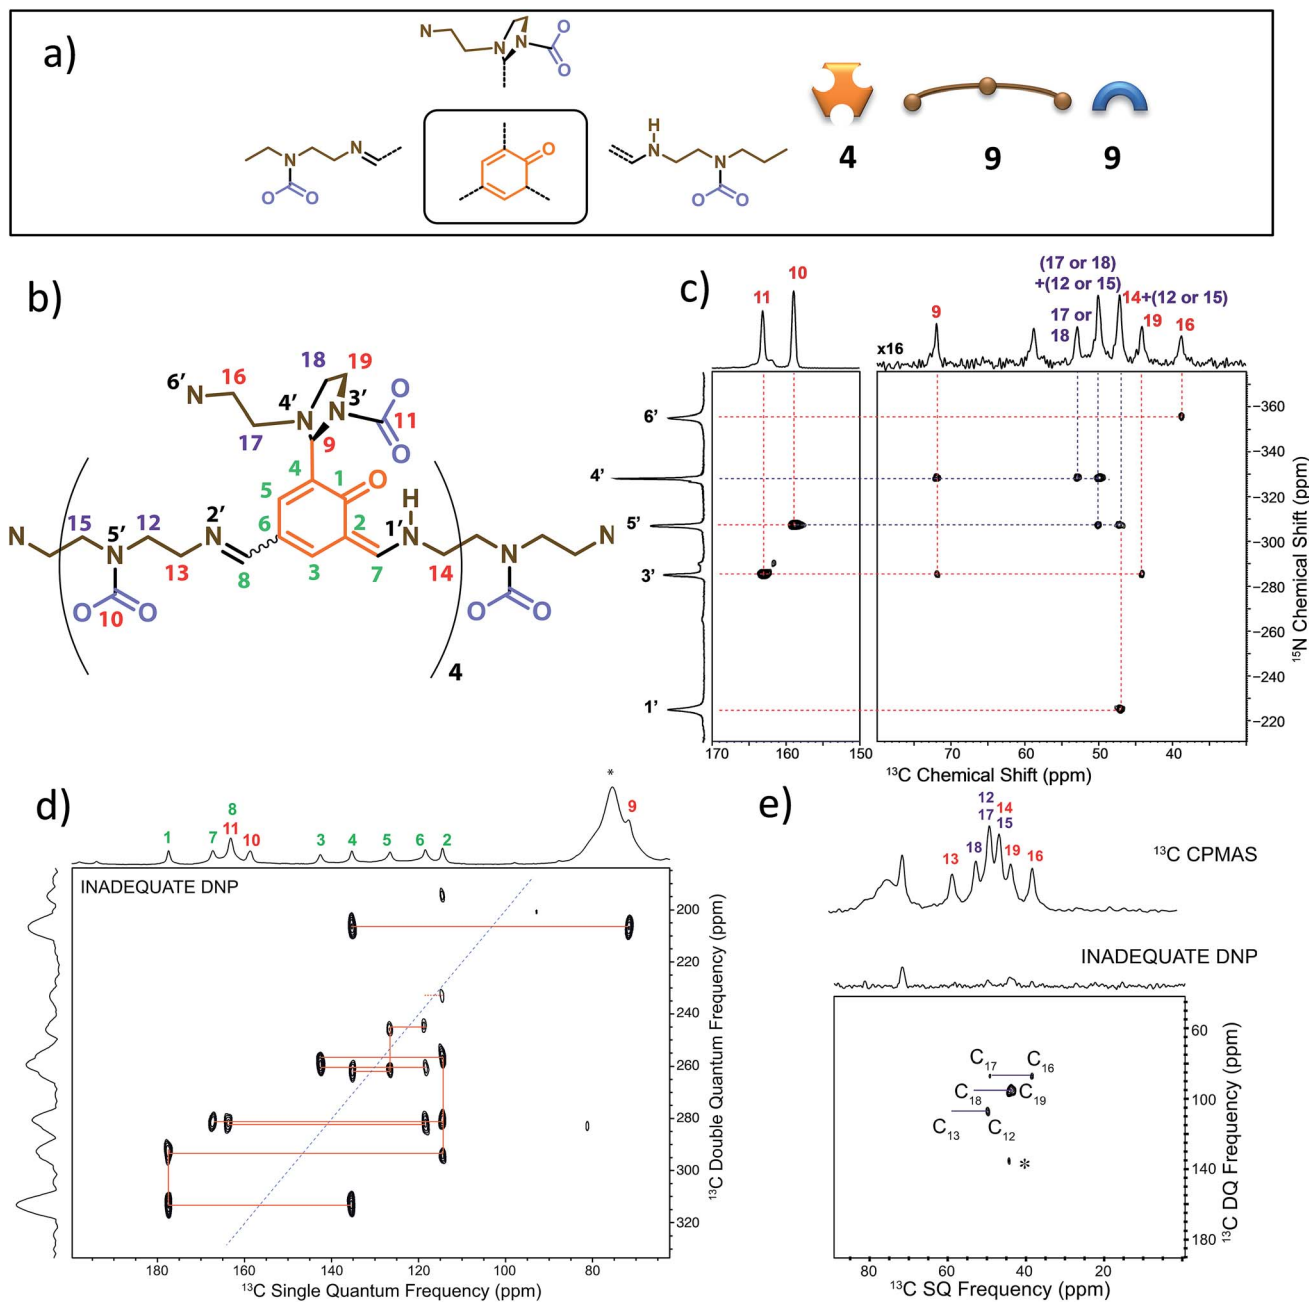 a)
N
N
N
O
O
N
N
O
O
O
H
N
N
O
O
4
9
9
b)
18
19
6'
16
N
4'
3'
O
N
N
17
9
11
O
4
1
O
5
H
15
5'
12
2'
6
2
1'
N
N
N
N
N
N
13
8
3
7
14
O
10
O
O
O
4
c)
(17 or 18)
+(12 or 15)
14+(12 or 15)
11
10
9
17 or
18
19
16
x16
6'
4'
5'
3'
1'
−360
−340
−320
−300
−280
−260
−240
−220
¹⁵N Chemical Shift (ppm)
170
160
150
70
60
50
40
¹³C Chemical Shift (ppm)
d)
*
9
8
1
7
11
10
3
4
5
6
2
INADEQUATE DNP
200
220
240
260
280
300
320
¹³C Double Quantum Frequency (ppm)
180
160
140
120
100
80
¹³C Single Quantum Frequency (ppm)
e)
12
17
14
15
13
18
19
16
¹³C CPMAS
INADEQUATE DNP
C₁₇
C₁₆
C₁₈
C₁₉
C₁₃
C₁₂
*
60
100
140
180
¹³C DQ Frequency (ppm)
80
60
40
20
¹³C SQ Frequency (ppm)